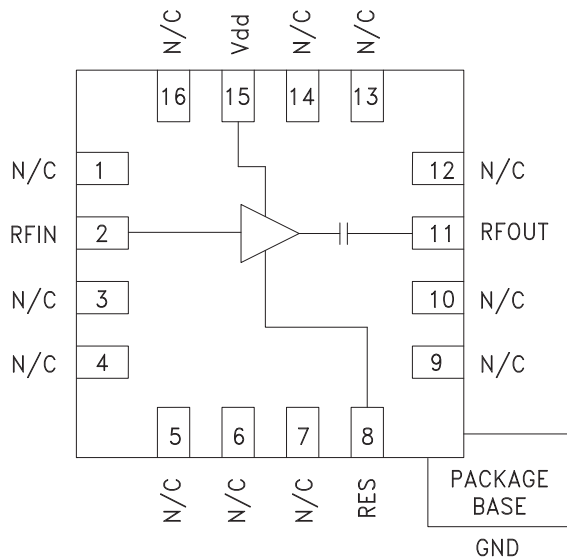 N/C
Vdd
N/C
N/C
16
15
14
13
N/C
1
12
N/C
RFIN
2
11
RFOUT
N/C
3
10
N/C
N/C
4
9
N/C
5
6
7
8
N/C
N/C
N/C
RES
PACKAGE
BASE
GND